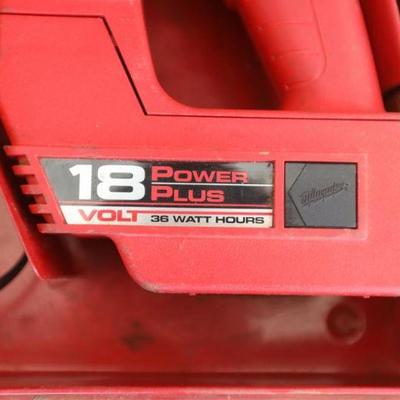 18 POWER PLUS
VOLT 36 WATT HOURS
Milwaukee